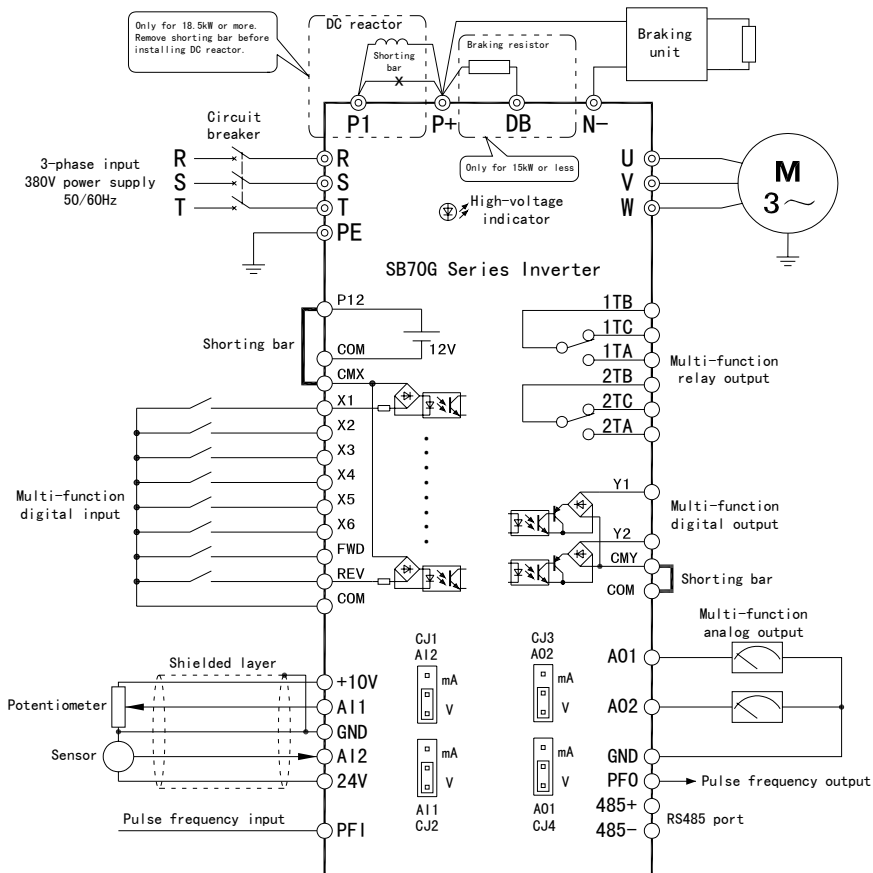 Only for 18.5kW or more.
Remove shorting bar before
installing DC reactor.
DC reactor
Shorting
bar
X
Braking resistor
Braking
unit
P1
P+
DB
N-
Only for 15kW or less
Circuit
breaker
3-phase input
380V power supply
50/60Hz
R
S
T
R
S
T
PE
High-voltage
indicator
U
V
W
M
3~
SB70G Series Inverter
P12
COM
CMX
12V
Shorting bar
X1
X2
X3
X4
X5
X6
FWD
REV
COM
Multi-function
digital input
1TB
1TC
1TA
2TB
2TC
2TA
Multi-function
relay output
Y1
Y2
CMY
COM
Multi-function
digital output
Shorting bar
Multi-function
analog output
Shielded layer
Potentiometer
Sensor
+10V
AI1
GND
AI2
24V
Pulse frequency input
PFI
CJ1
AI2
mA
V
mA
V
AI1
CJ2
CJ3
AO2
mA
V
mA
V
AO1
CJ4
AO1
AO2
GND
PFO
Pulse frequency output
485+
485-
RS485 port